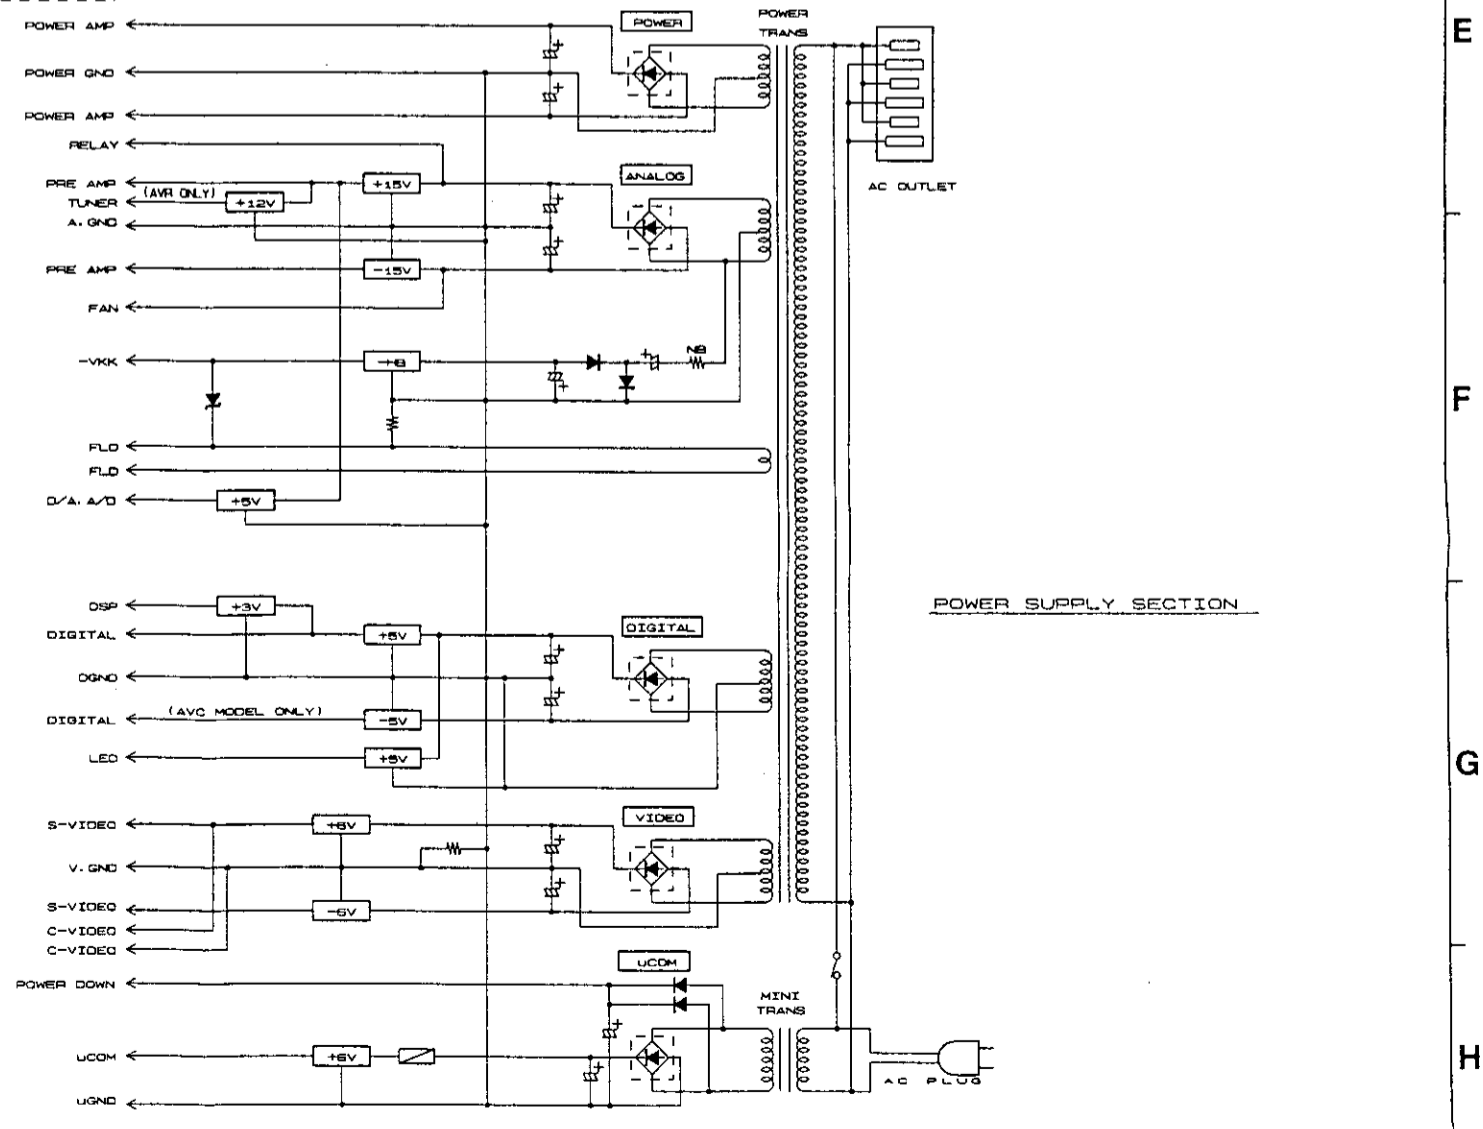 POWER AMP
POWER
POWER TRANS
E
POWER GND
POWER AMP
RELAY
PRE AMP
(AVR ONLY)
+15V
ANALOG
AC OUTLET
TUNER
+12V
A.GND
PRE AMP
-15V
FAN
-VKK
NB
F
FLD
FLD
D/A.A/D
+5V
DSP
+3V
POWER SUPPLY SECTION
DIGITAL
+5V
DIGITAL
DGND
DIGITAL
(AVC MODEL ONLY)
-5V
LED
+5V
G
S-VIDEO
+6V
VIDEO
V.GND
S-VIDEO
-6V
C-VIDEO
C-VIDEO
UCOM
POWER DOWN
MINI TRANS
UCOM
+6V
H
AC PLUG
UGND